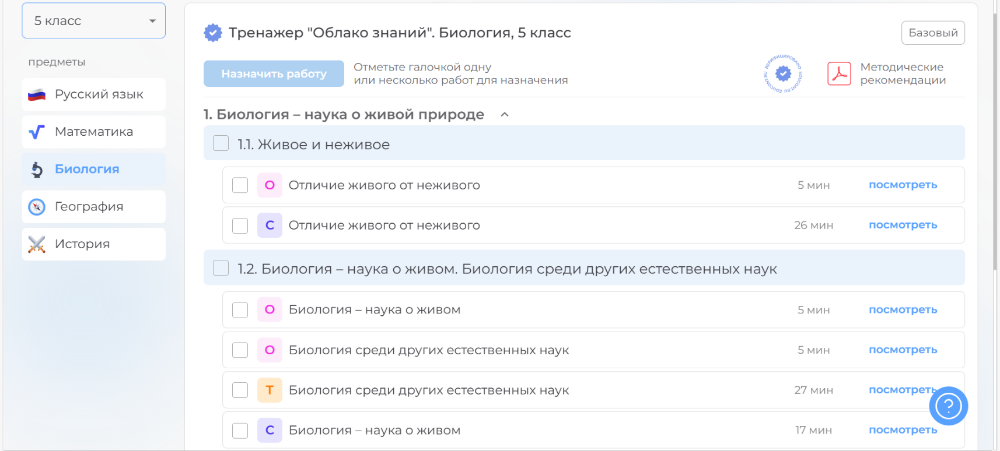 5 класс
предметы
Русский язык
Математика
Биология
География
История
Тренажер "Облако знаний". Биология, 5 класс
Базовый
Назначить работу
Отметьте галочкой одну
или несколько работ для назначения
ВЕРИФИЦИРОВАНО EDUCONT.RU EDUCONT.RU
Методические
рекомендации
1. Биология – наука о живой природе
1.1. Живое и неживое
О Отличие живого от неживого 5 мин посмотреть
С Отличие живого от неживого 26 мин посмотреть
1.2. Биология – наука о живом. Биология среди других естественных наук
О Биология – наука о живом 5 мин посмотреть
О Биология среди других естественных наук 5 мин посмотреть
Т Биология среди других естественных наук 27 мин посмотреть
?
С Биология – наука о живом 17 мин посмотреть